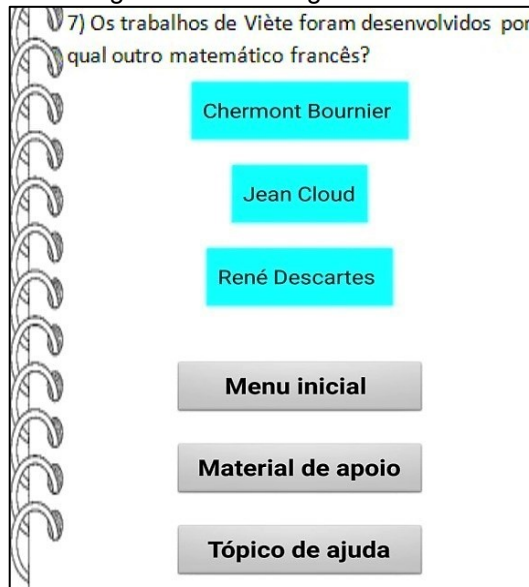 7) Os trabalhos de Viète foram desenvolvidos por
qual outro matemático francês?
Chermont Bournier
Jean Cloud
René Descartes
Menu inicial
Material de apoio
Tópico de ajuda